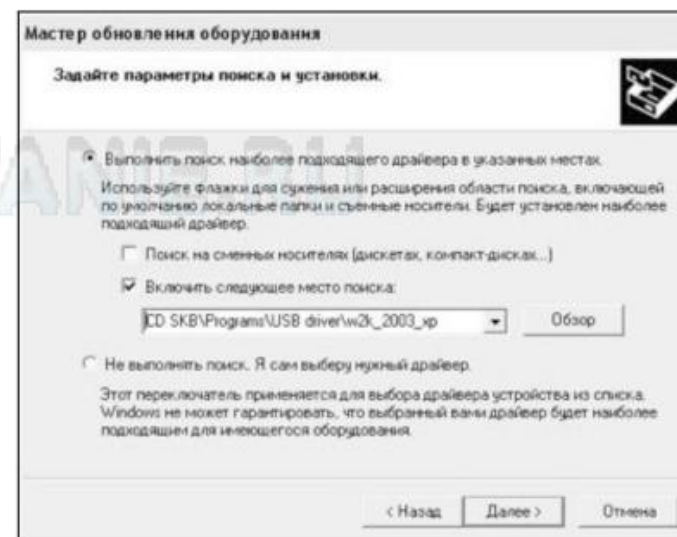 Мастер обновления оборудования
Задайте параметры поиска и установки.
Выполнить поиск наиболее подходящего драйвера в указанных местах.
Используйте флажки для сужения или расширения области поиска, включающей
по умолчанию локальные папки и съемные носители. Будет установлен наиболее
подходящий драйвер.
Поиск на сменных носителях (дискетах, компакт-дисках...)
Включить следующее место поиска:
CD SKB\Programs\USB driver\w2k_2003_xp
Обзор
Не выполнять поиск. Я сам выберу нужный драйвер.
Этот переключатель применяется для выбора драйвера устройства из списка.
Windows не может гарантировать, что выбранный вами драйвер будет наиболее
подходящим для имеющегося оборудования.
< Назад Далее > Отмена